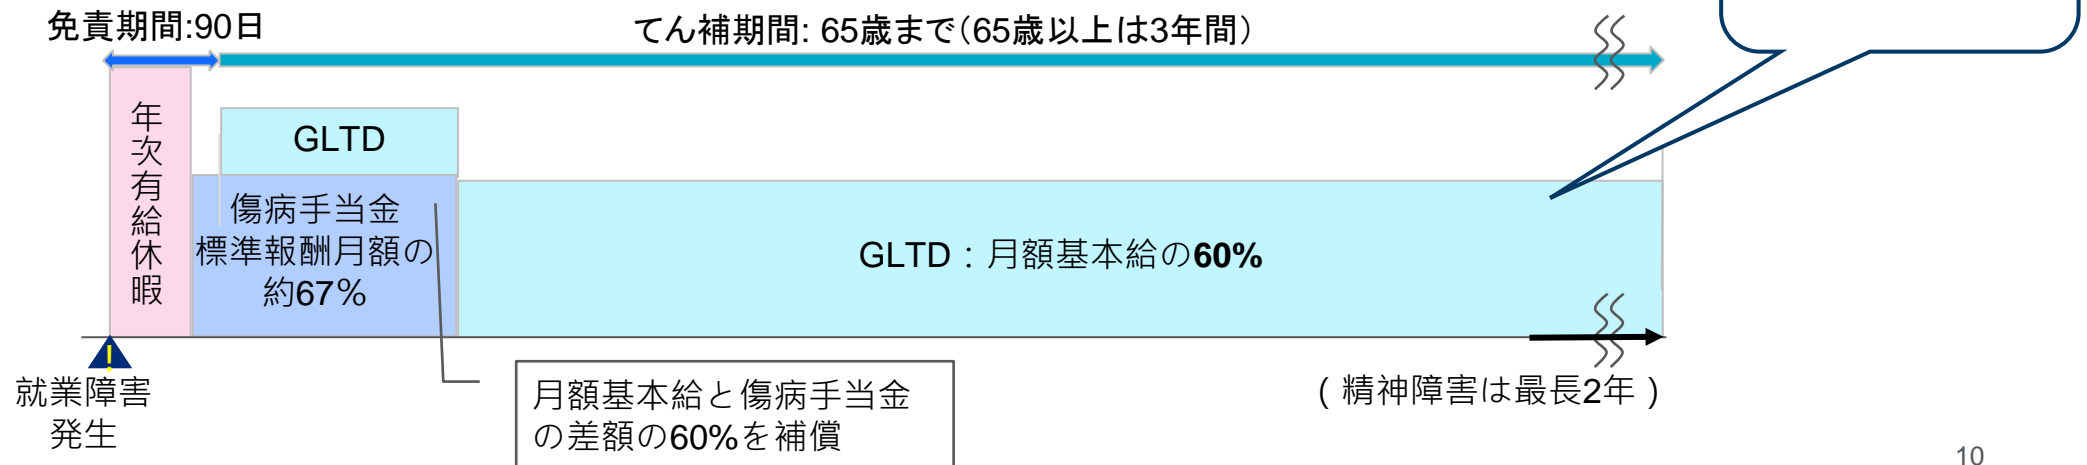 免責期間:90日
てん補期間: 65歳まで(65歳以上は3年間)
年次有給休暇
GLTD
傷病手当金
標準報酬月額の
約67%
GLTD:月額基本給の60%
!
就業障害
発生
月額基本給と傷病手当金
の差額の60%を補償
(精神障害は最長2年)
10